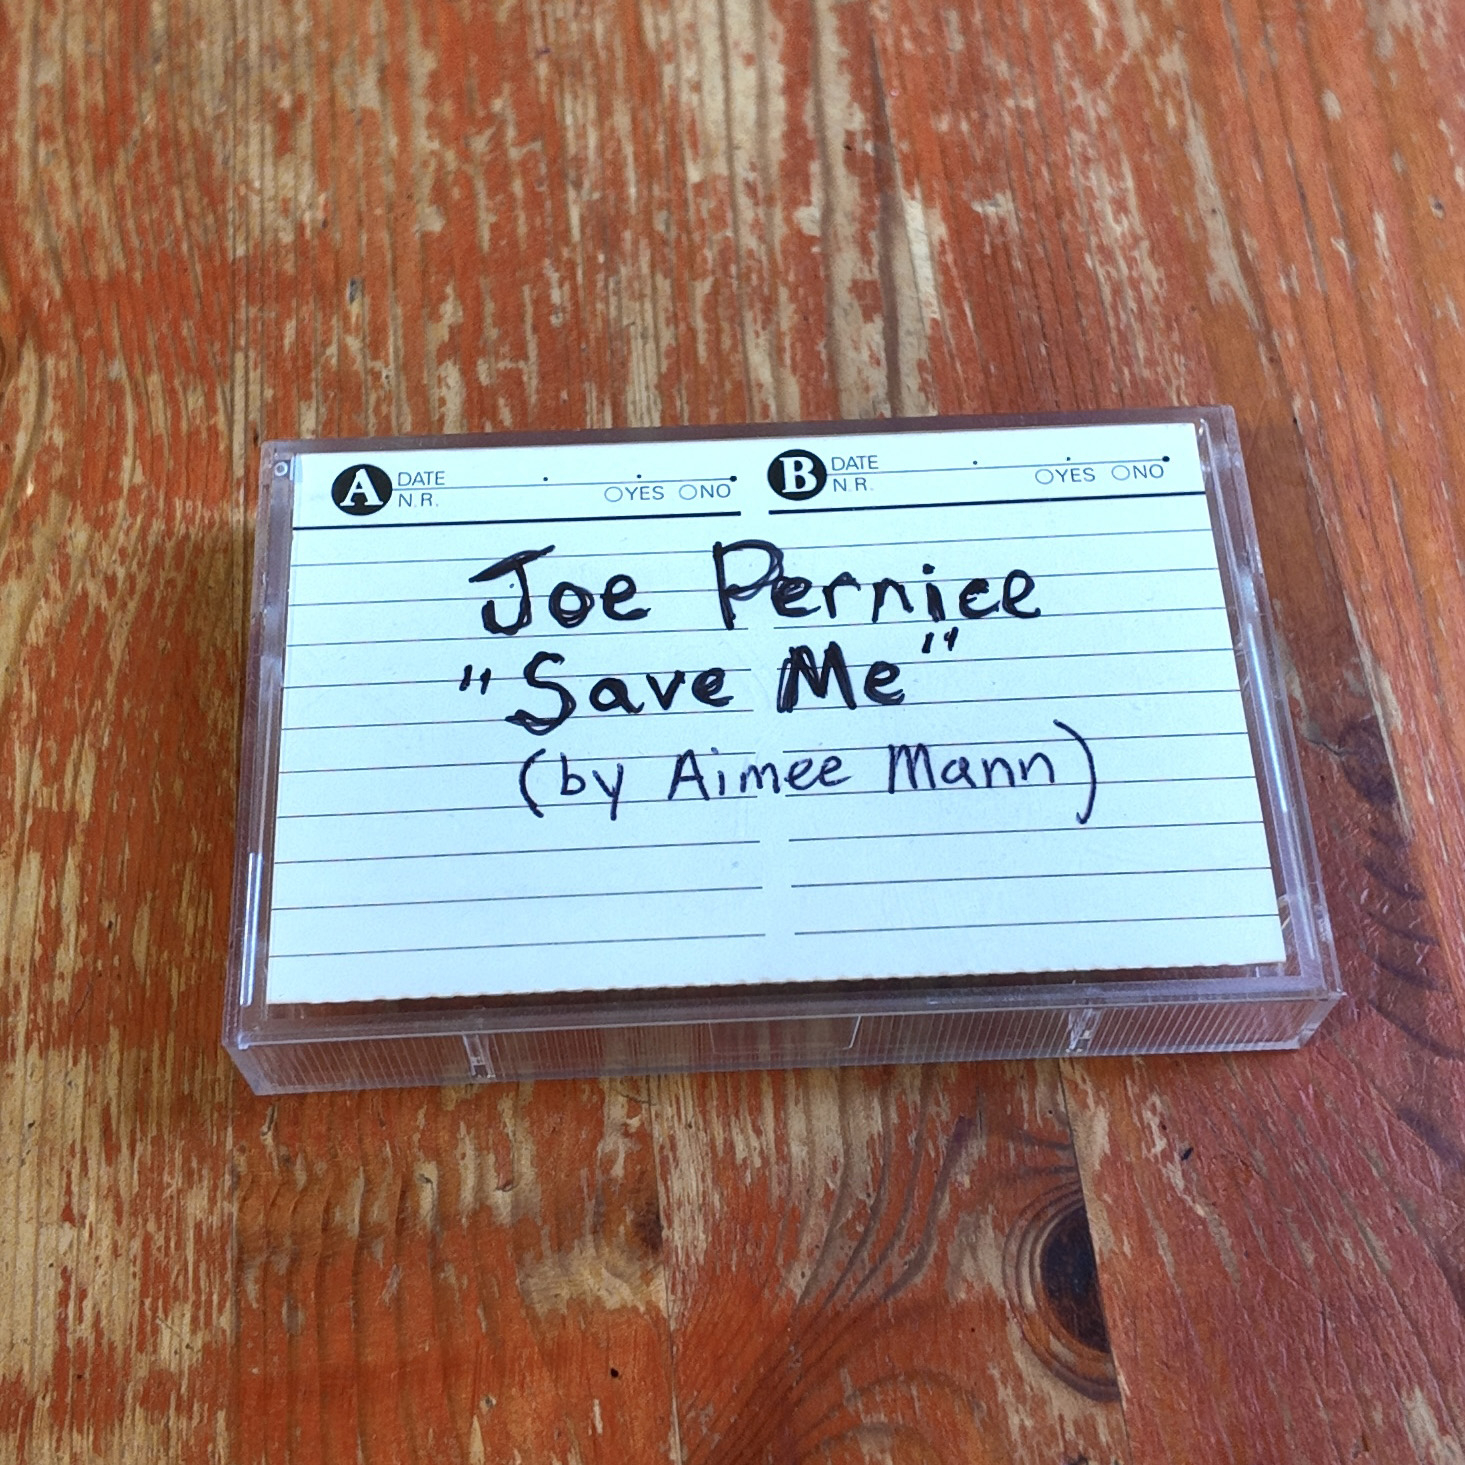 A DATE B DATE
N.R. YES NO N.R. YES NO
Joe Pernice
"Save Me"
(by Aimee Mann)